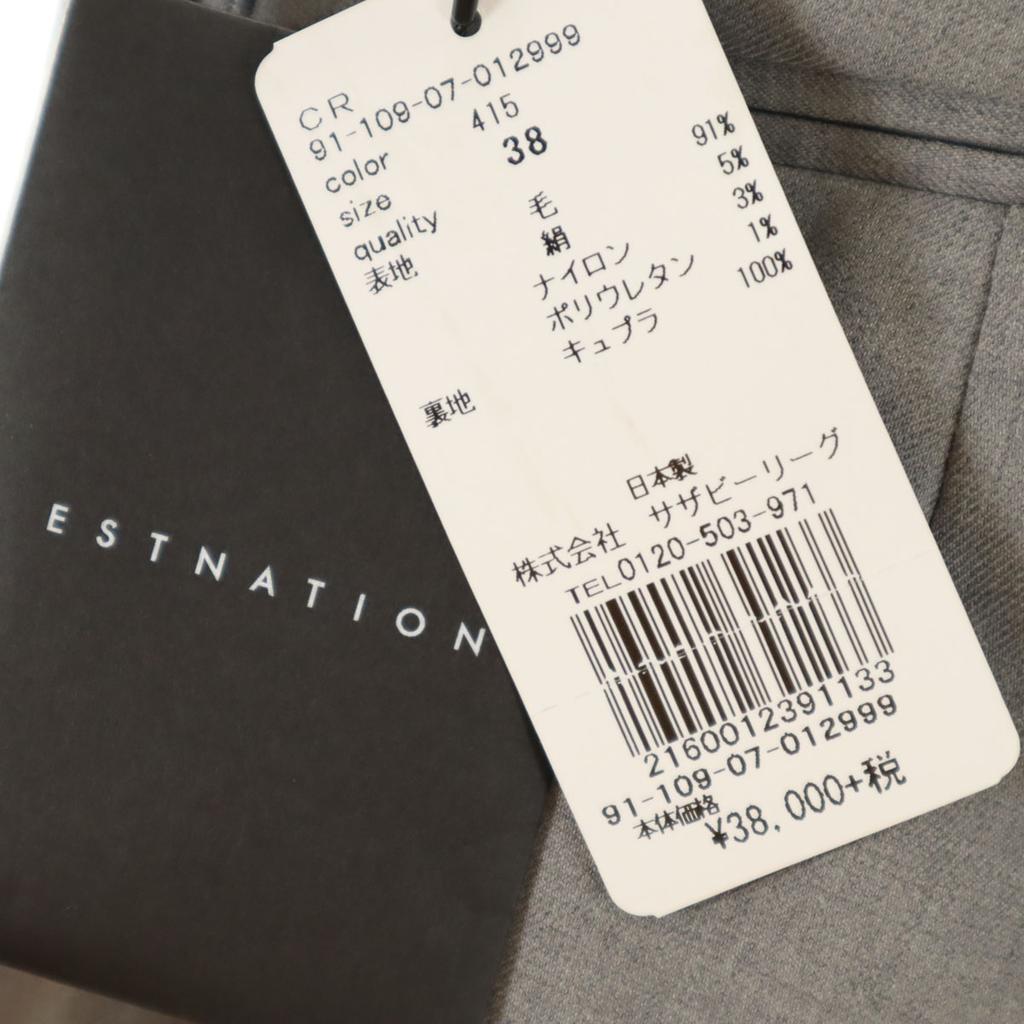 ESTNATION
CR
91-109-07-012999
color 415
size 38
quality
表地 毛 91%
絹 5%
ナイロン 3%
ポリウレタン 1%
裏地 キュプラ 100%
日本製
株式会社 サザビーリーグ
TEL0120-503-971
2160012391133
91-109-07-012999
本体価格 ¥38,000+税